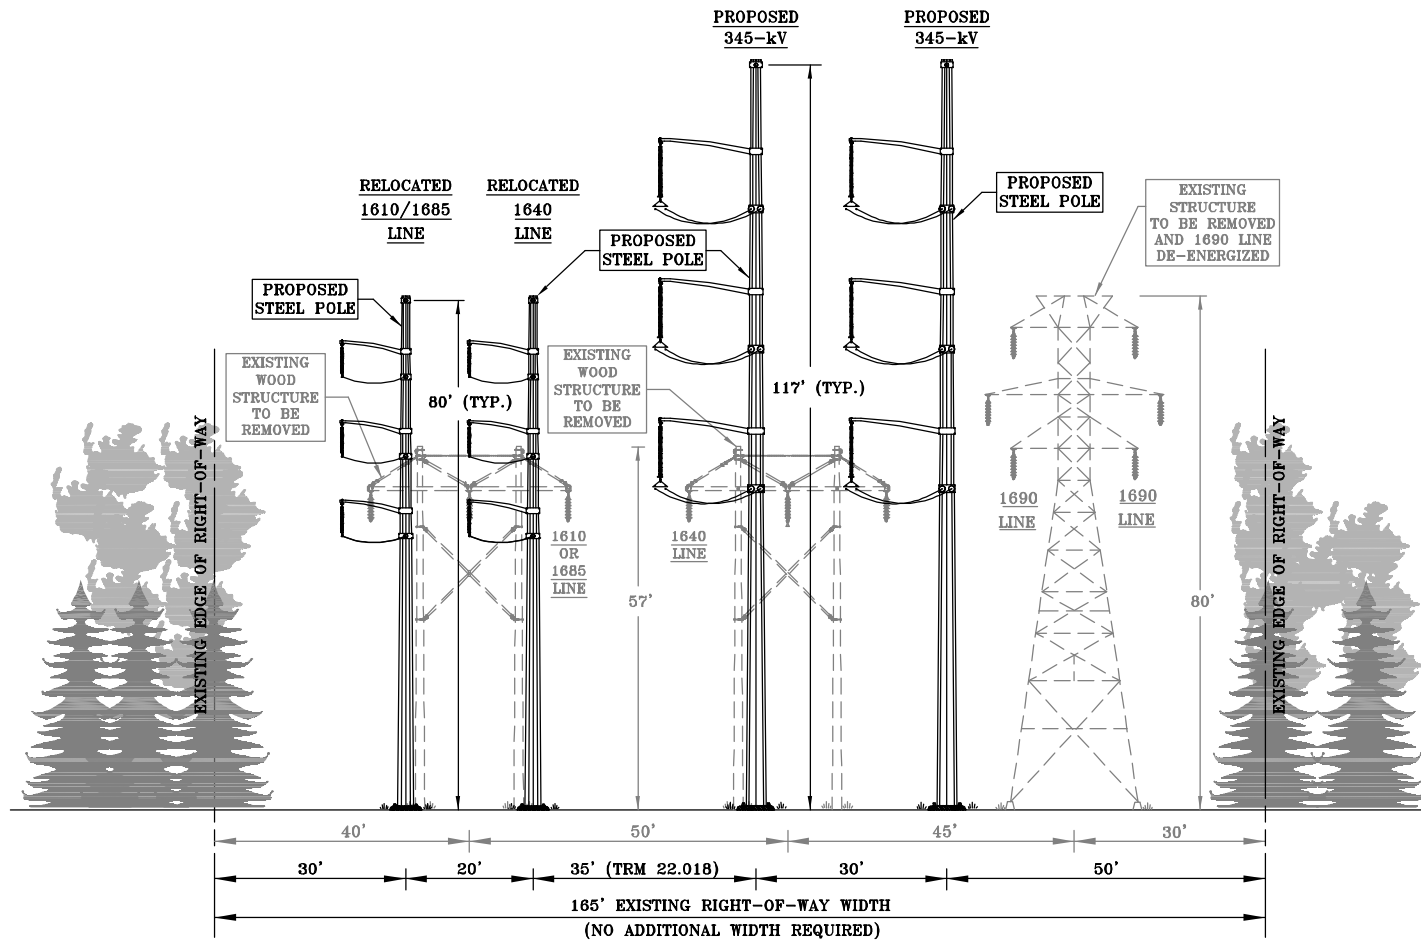 PROPOSED
345-kV
PROPOSED
345-kV
RELOCATED
1610/1685
LINE
RELOCATED
1640
LINE
PROPOSED
STEEL POLE
EXISTING
STRUCTURE
TO BE REMOVED
AND 1690 LINE
DE-ENERGIZED
PROPOSED
STEEL POLE
PROPOSED
STEEL POLE
EXISTING
WOOD
STRUCTURE
TO BE
REMOVED
EXISTING
WOOD
STRUCTURE
TO BE
REMOVED
80' (TYP.)
117' (TYP.)
EXISTING EDGE OF RIGHT-OF-WAY
1610
OR
1685
LINE
1640
LINE
1690
LINE
1690
LINE
57'
80'
EXISTING EDGE OF RIGHT-OF-WAY
40'
50'
45'
30'
30'
20'
35' (TRM 22.018)
30'
50'
165' EXISTING RIGHT-OF-WAY WIDTH
(NO ADDITIONAL WIDTH REQUIRED)